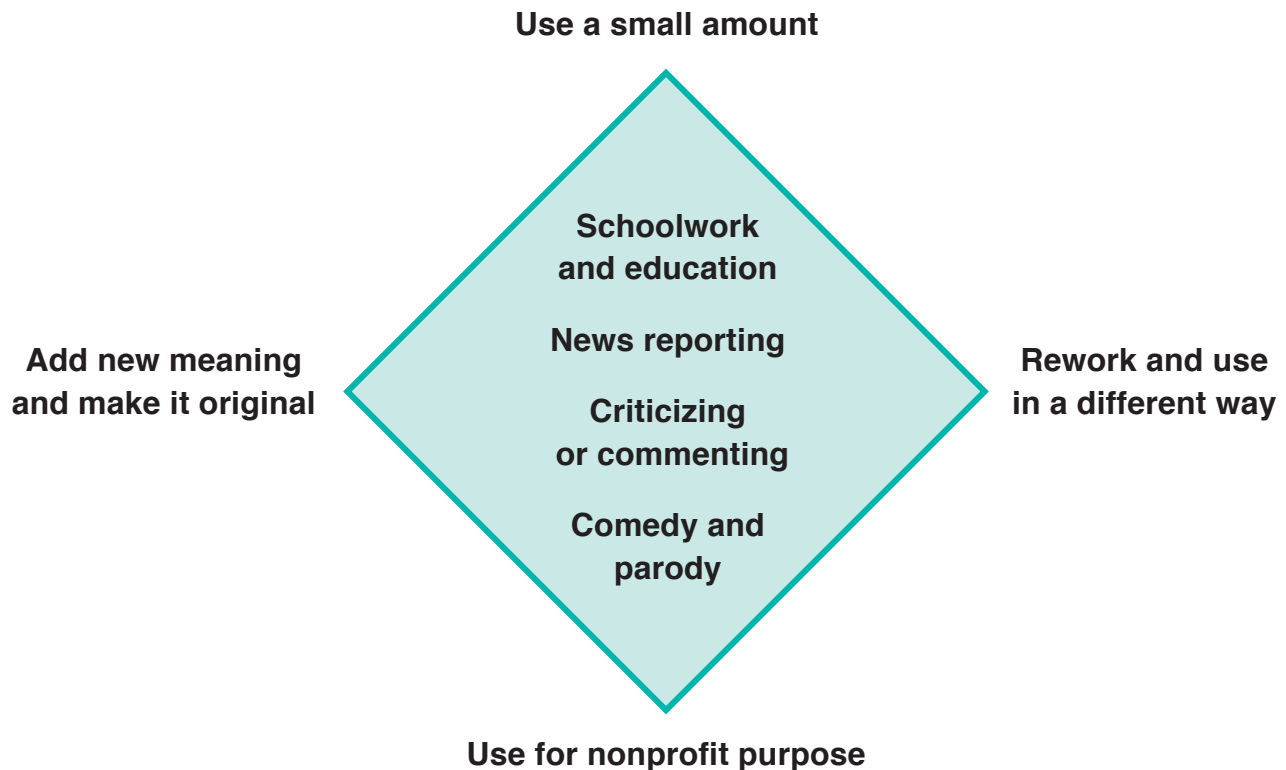 Use a small amount
Schoolwork
and education
News reporting
Criticizing
or commenting
Comedy and
parody
Add new meaning
and make it original
Rework and use
in a different way
Use for nonprofit purpose